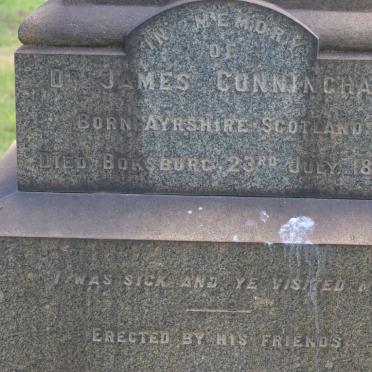 IN MEMORY
OF
DR JAMES CUNNINGHA
BORN AYRSHIRE SCOTLAND
DIED BOKSBURG 23RD JULY 18
I WAS SICK AND YE VISITED
ERECTED BY HIS FRIENDS